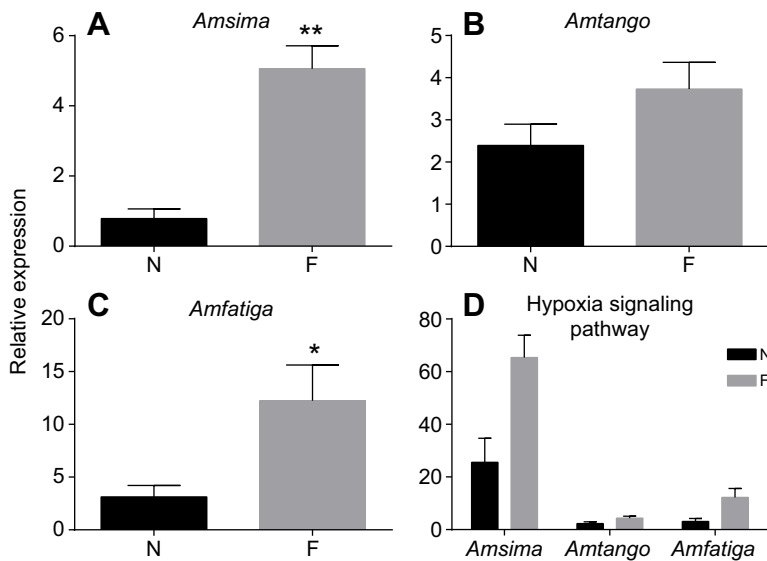 A
Amsima
6
4
2
0
**
N
F
B
Amtango
5
4
3
2
1
0
N
F
Relative expression
C
Amfatiga
20
15
10
5
0
*
N
F
D
Hypoxia signaling
pathway
80
60
40
20
0
N
F
Amsima
Amtango
Amfatiga